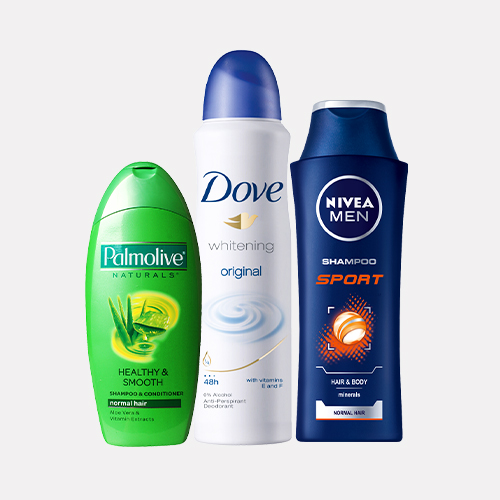 Palmolive®
NATURALS
HEALTHY &
SMOOTH
SHAMPOO & CONDITIONER
normal hair
Aloe Vera &
Vitamin Extracts
Dove
whitening
original
48h
with vitamins
E and F
0% Alcohol
Anti-Perspirant
Deodorant
NIVEA
MEN
SHAMPOO
SPORT
HAIR & BODY
minerals
NORMAL HAIR